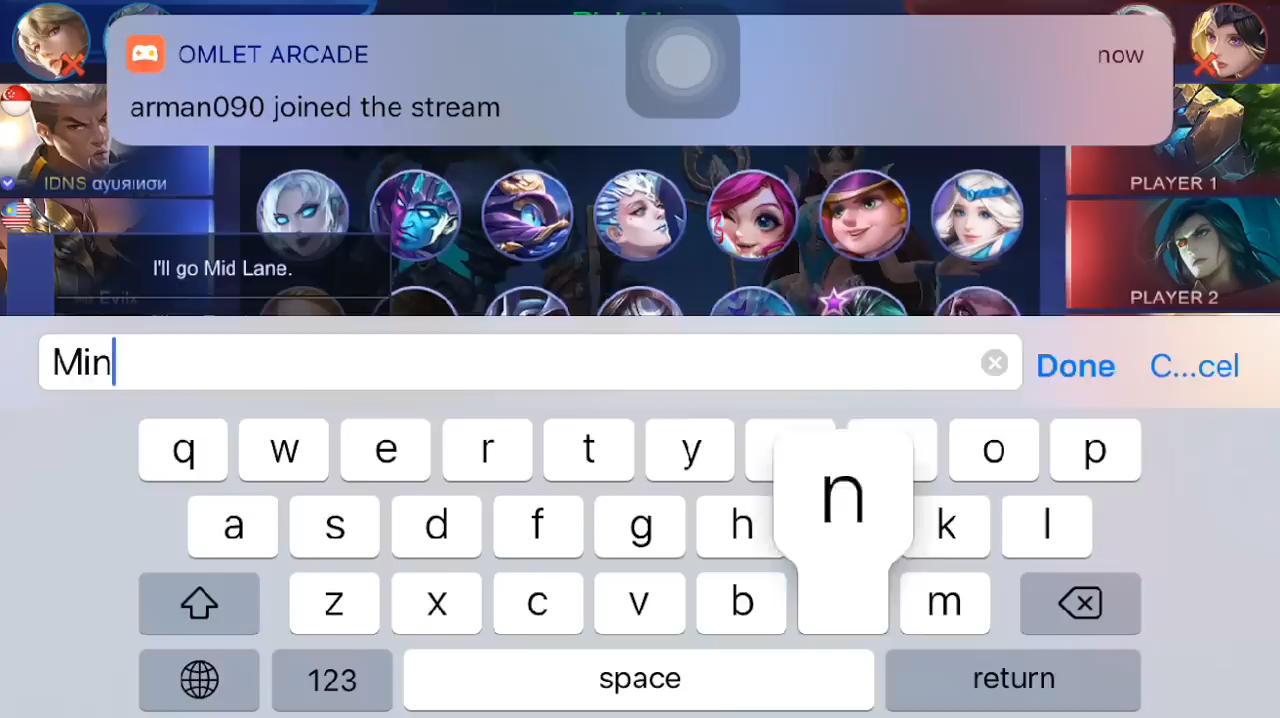 OMLET ARCADE
now
arman090 joined the stream
IDNS αуυяιиσи
PLAYER 1
I'll go Mid Lane.
PLAYER 2
Min
Done
C...cel
q w e r t y o p
a s d f g h k l
n
z x c v b m
123
space
return